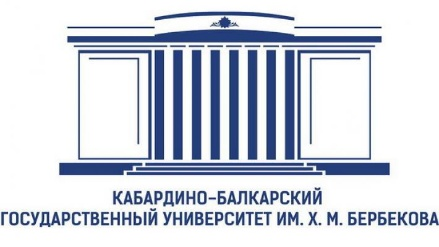 КАБАРДИНО-БАЛКАРСКИЙ
ГОСУДАРСТВЕННЫЙ УНИВЕРСИТЕТ ИМ. Х. М. БЕРБЕКОВА